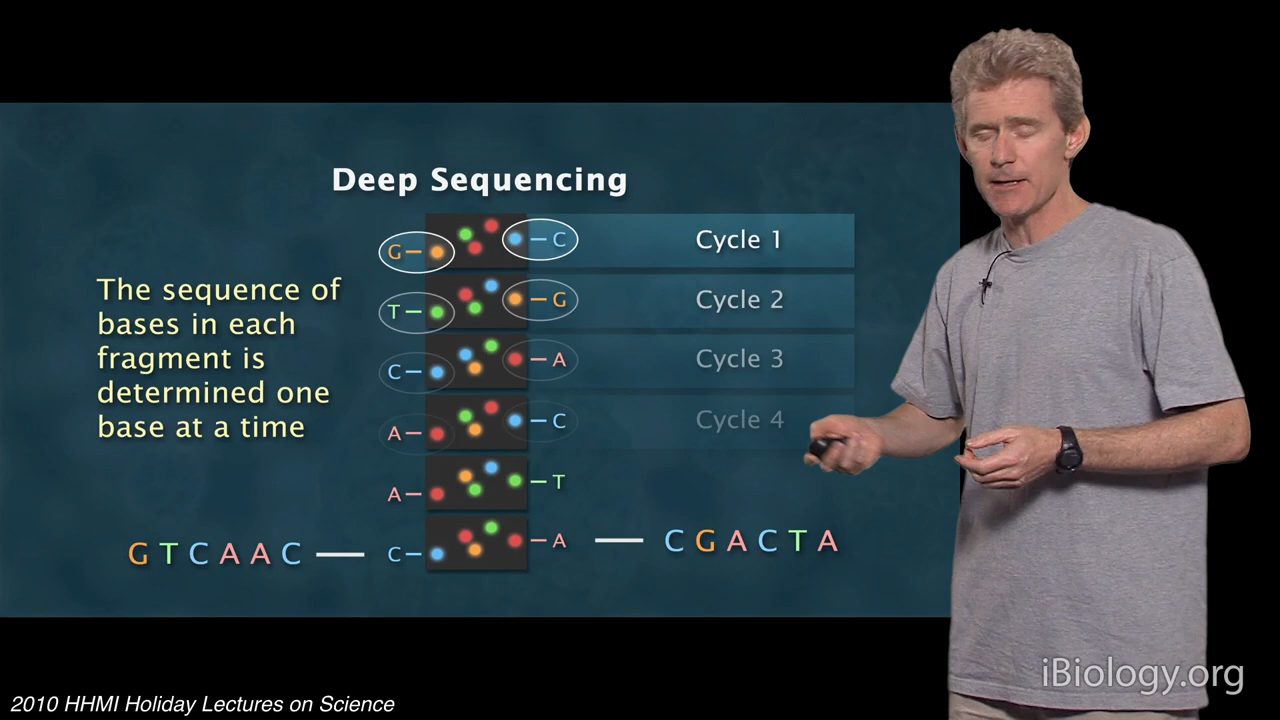 Deep Sequencing
The sequence of
bases in each
fragment is
determined one
base at a time
G C Cycle 1
T G Cycle 2
C A Cycle 3
A C Cycle 4
A T
C A
GTCAAC
CGACTA
iBiology.org
2010 HHMI Holiday Lectures on Science